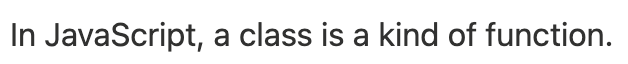 In JavaScript, a class is a kind of function.